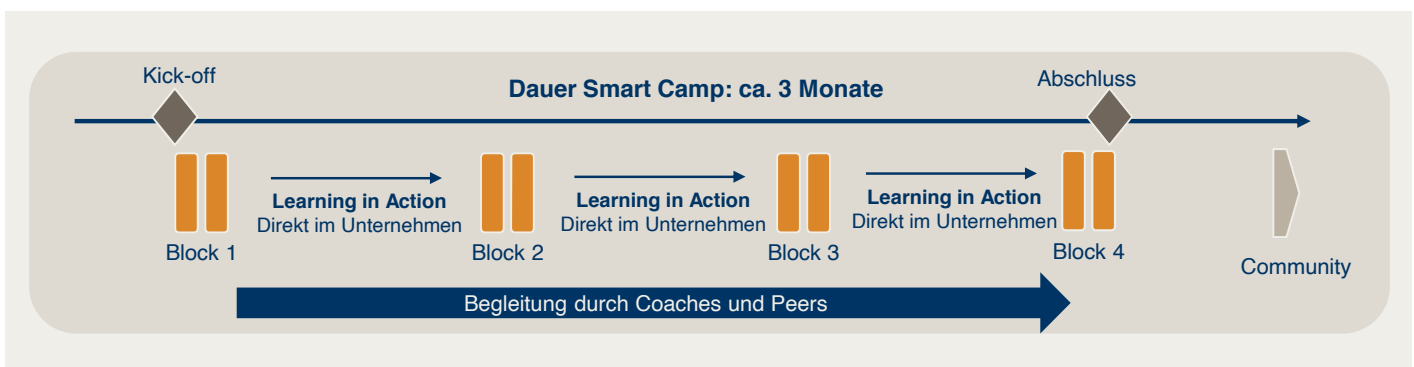 Kick-off
Dauer Smart Camp: ca. 3 Monate
Abschluss
Learning in Action
Direkt im Unternehmen
Learning in Action
Direkt im Unternehmen
Learning in Action
Direkt im Unternehmen
Block 1
Block 2
Block 3
Block 4
Community
Begleitung durch Coaches und Peers